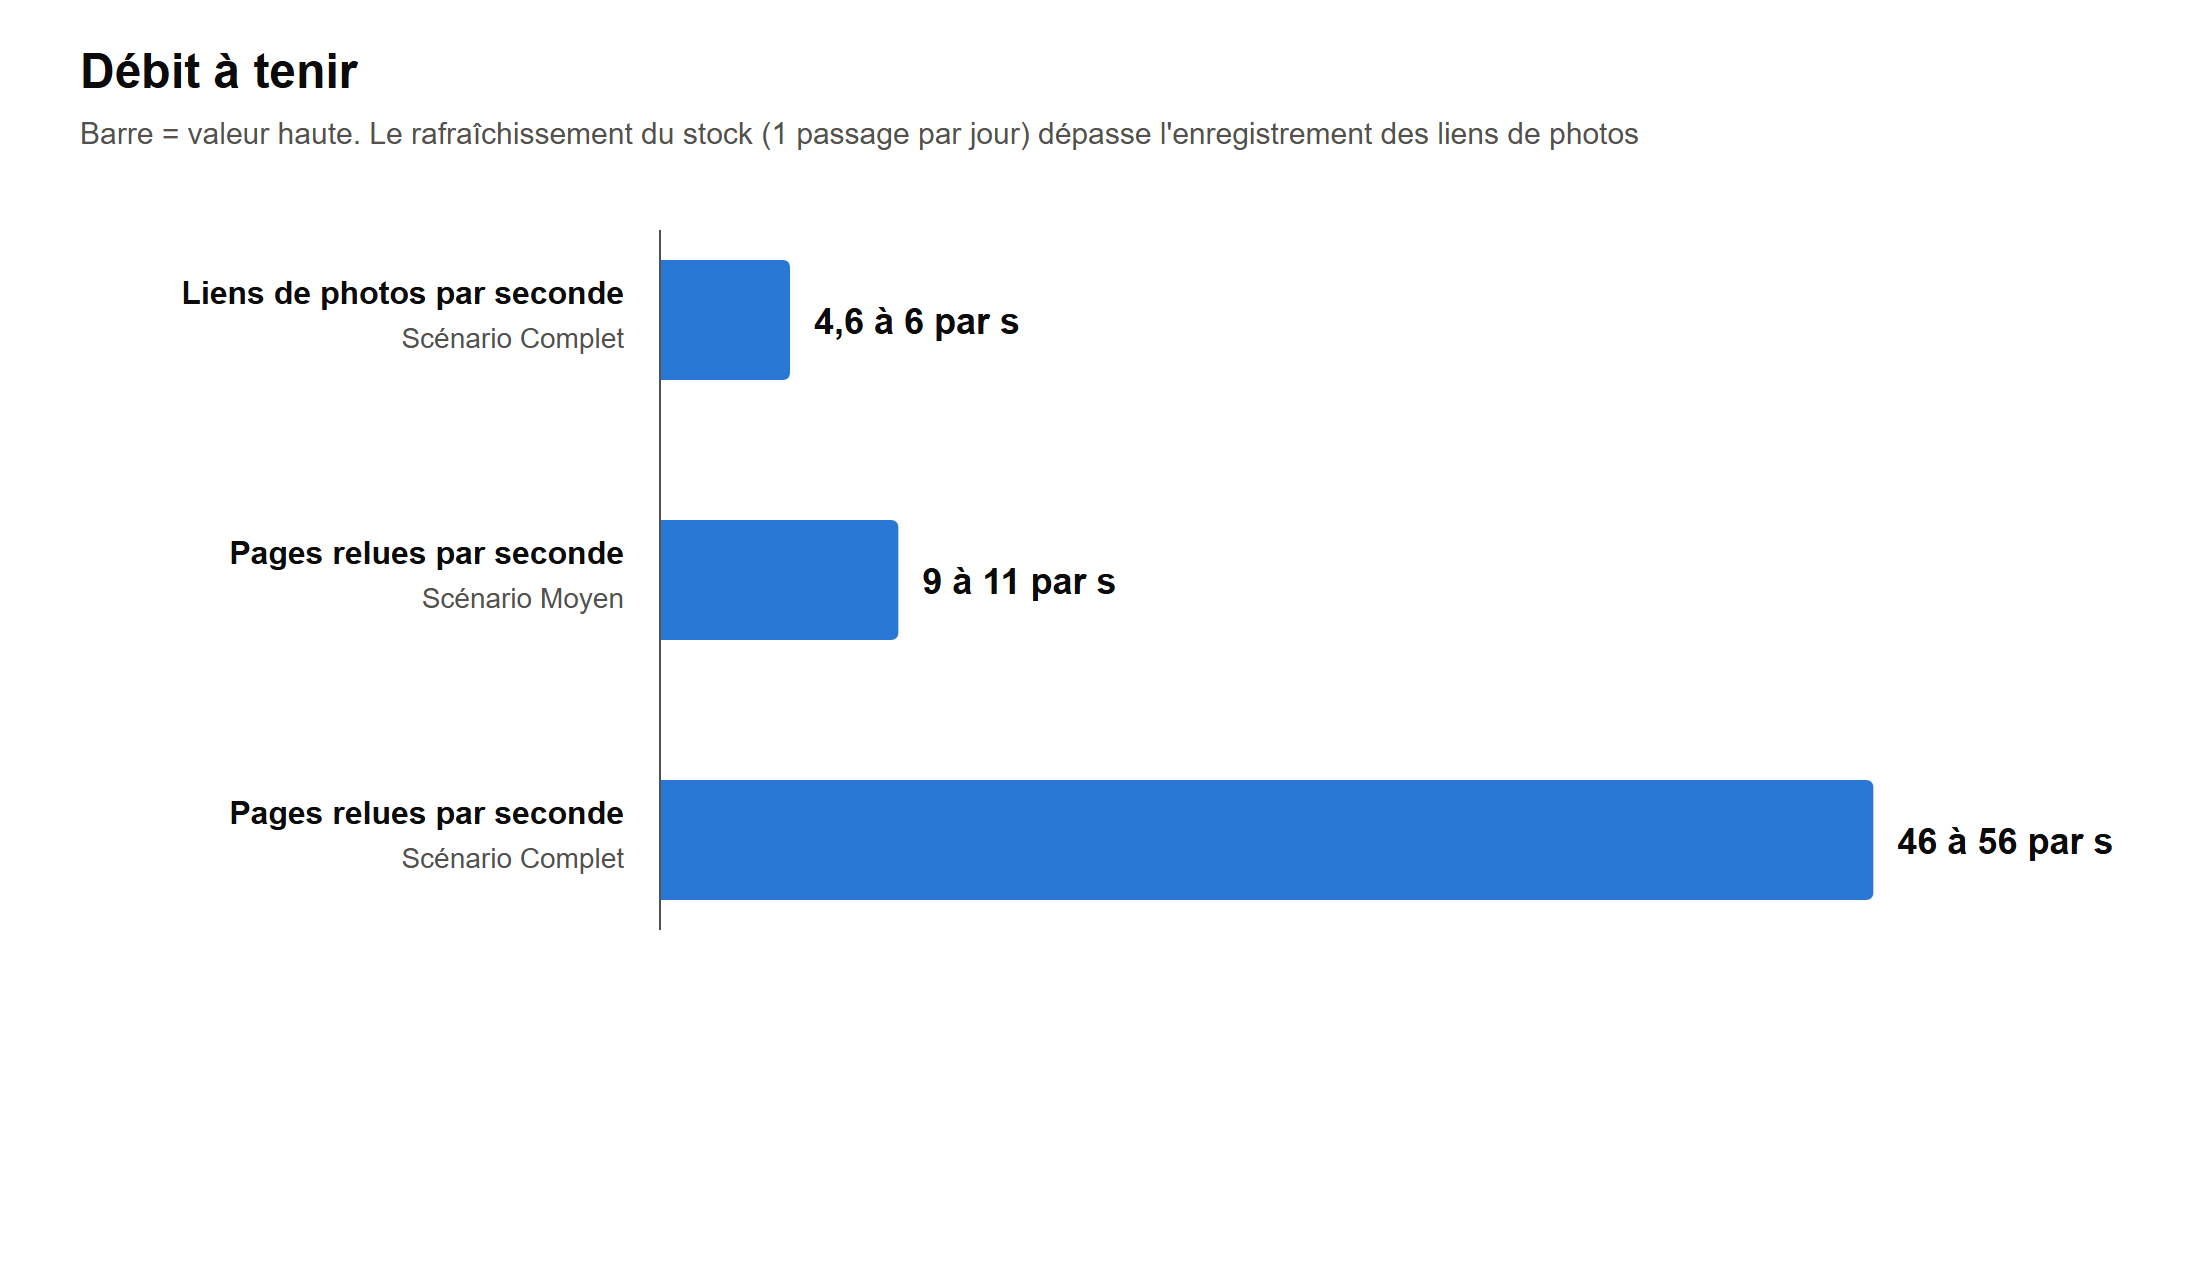 Débit à tenir
Barre = valeur haute. Le rafraîchissement du stock (1 passage par jour) dépasse l'enregistrement des liens de photos
Liens de photos par seconde
Scénario Complet
4,6 à 6 par s
Pages relues par seconde
Scénario Moyen
9 à 11 par s
Pages relues par seconde
Scénario Complet
46 à 56 par s